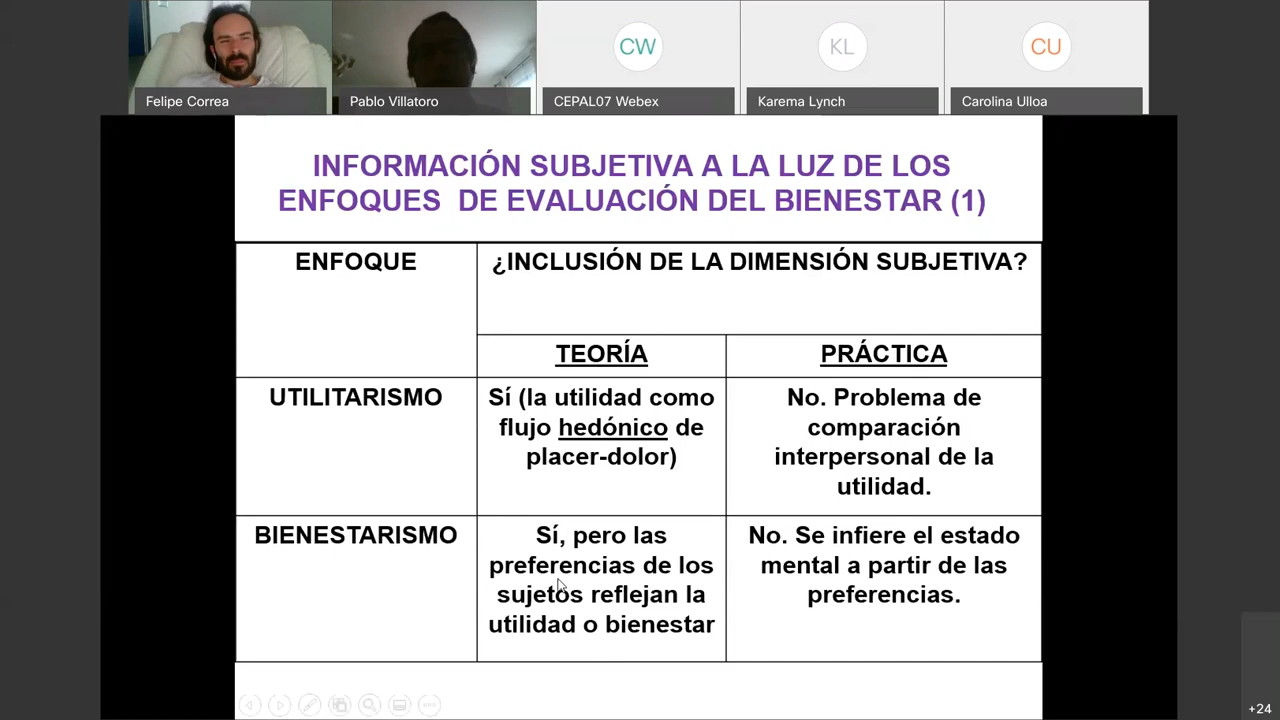 CW
KL
CU
Felipe Correa
Pablo Villatoro
CEPAL07 Webex
Karema Lynch
Carolina Ulloa
INFORMACIÓN SUBJETIVA A LA LUZ DE LOS
ENFOQUES DE EVALUACIÓN DEL BIENESTAR (1)
ENFOQUE
¿INCLUSIÓN DE LA DIMENSIÓN SUBJETIVA?
TEORÍA
PRÁCTICA
UTILITARISMO
Sí (la utilidad como
flujo hedónico de
placer-dolor)
No. Problema de
comparación
interpersonal de la
utilidad.
BIENESTARISMO
Sí, pero las
preferencias de los
sujetos reflejan la
utilidad o bienestar
No. Se infiere el estado
mental a partir de las
preferencias.
+24